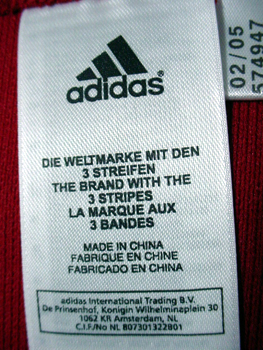 adidas®
DIE WELTMARKE MIT DEN
3 STREIFEN
THE BRAND WITH THE
3 STRIPES
LA MARQUE AUX
3 BANDES
MADE IN CHINA
FABRIQUE EN CHINE
FABRICADO EN CHINA
adidas International Trading B.V.
De Prinsenhof, Konigin Wilhelminaplein 30
1062 KR Amsterdam, NL
C.I.F/No NL 807301322B01
02/05
574947